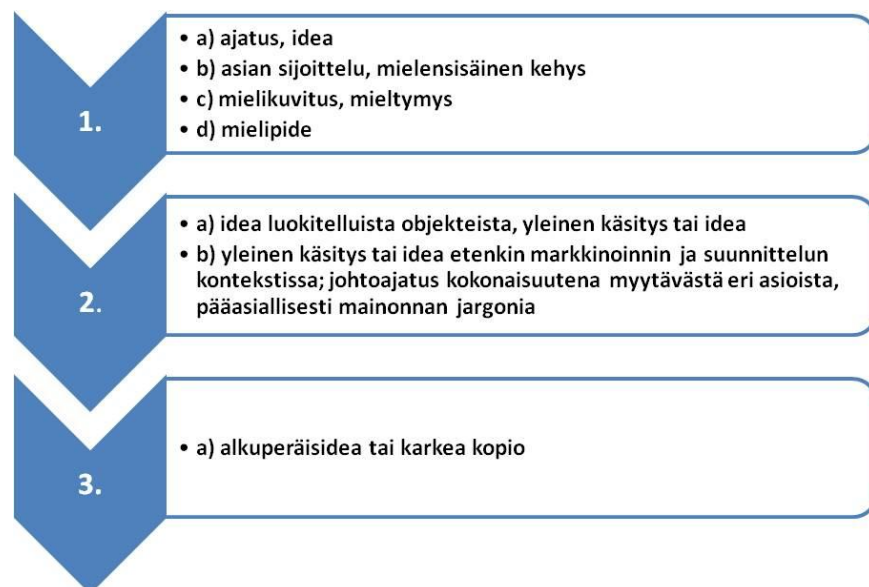 1.
• a) ajatus, idea
• b) asian sijoittelu, mielensisäinen kehys
• c) mielikuvitus, mieltymys
• d) mielipide
2.
• a) idea luokitelluista objekteista, yleinen käsitys tai idea
• b) yleinen käsitys tai idea etenkin markkinoinnin ja suunnittelun
kontekstissa; johtoajatus kokonaisuutena myytävästä eri asioista,
pääasiallisesti mainonnan jargonia
3.
• a) alkuperäisidea tai karkea kopio